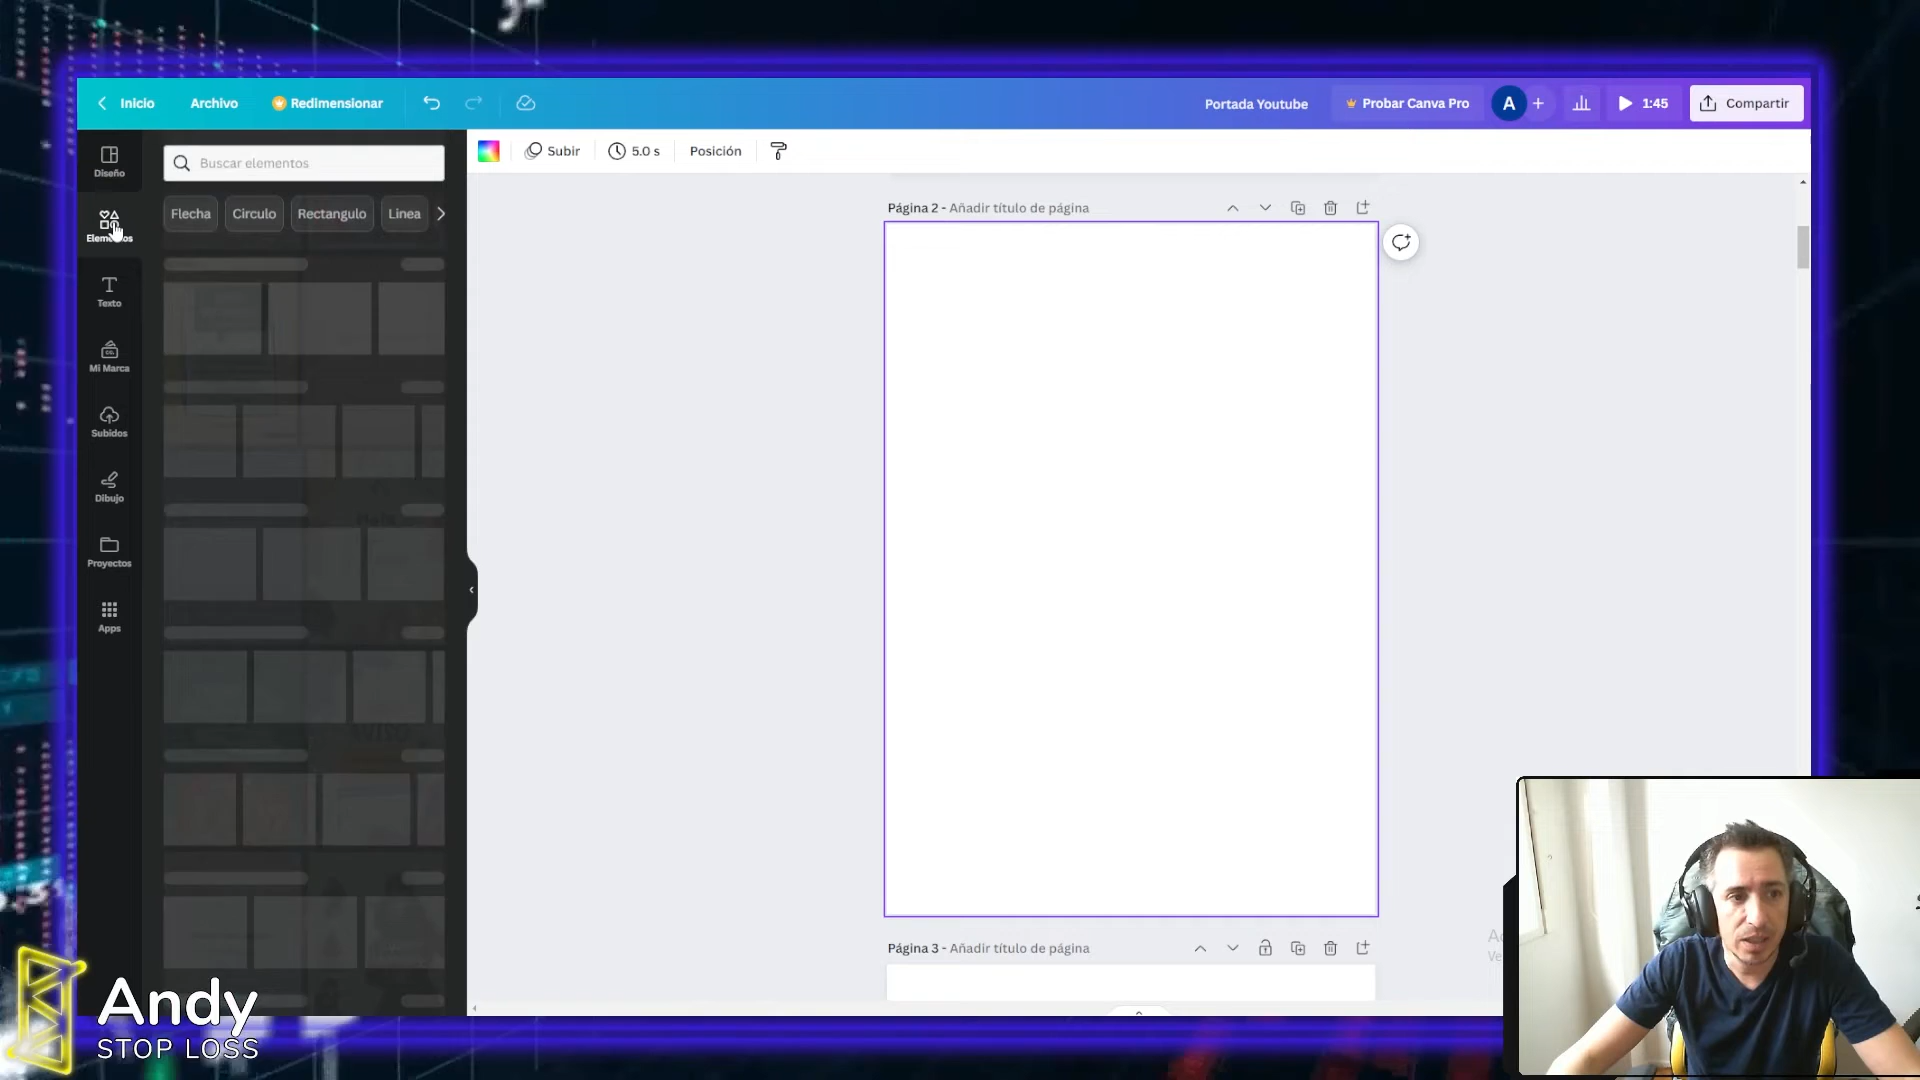 Inicio
Archivo
Redimensionar
Portada Youtube
Probar Canva Pro
A
1:45
Compartir
Diseño
Buscar elementos
Subir
5.0 s
Posición
Flecha
Circulo
Rectangulo
Linea
Elementos
Página 2 - Añadir título de página
Texto
Mi Marca
Subidos
Dibujo
Proyectos
Apps
Página 3 - Añadir título de página
Andy
STOP LOSS